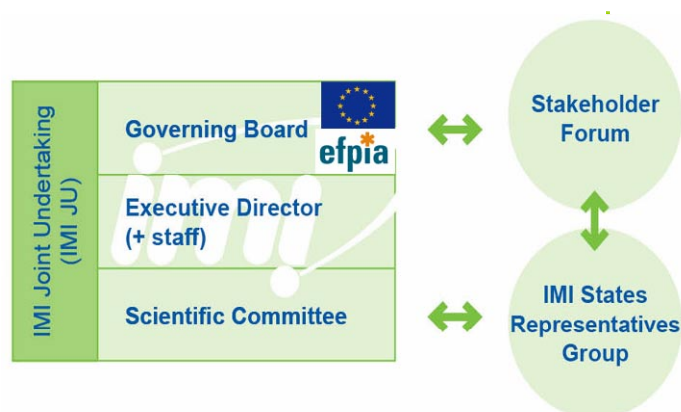 IMI Joint Undertaking
(IMI JU)
Governing Board
efpia
Executive Director
(+ staff)
Scientific Committee
imi
Stakeholder
Forum
IMI States
Representatives
Group